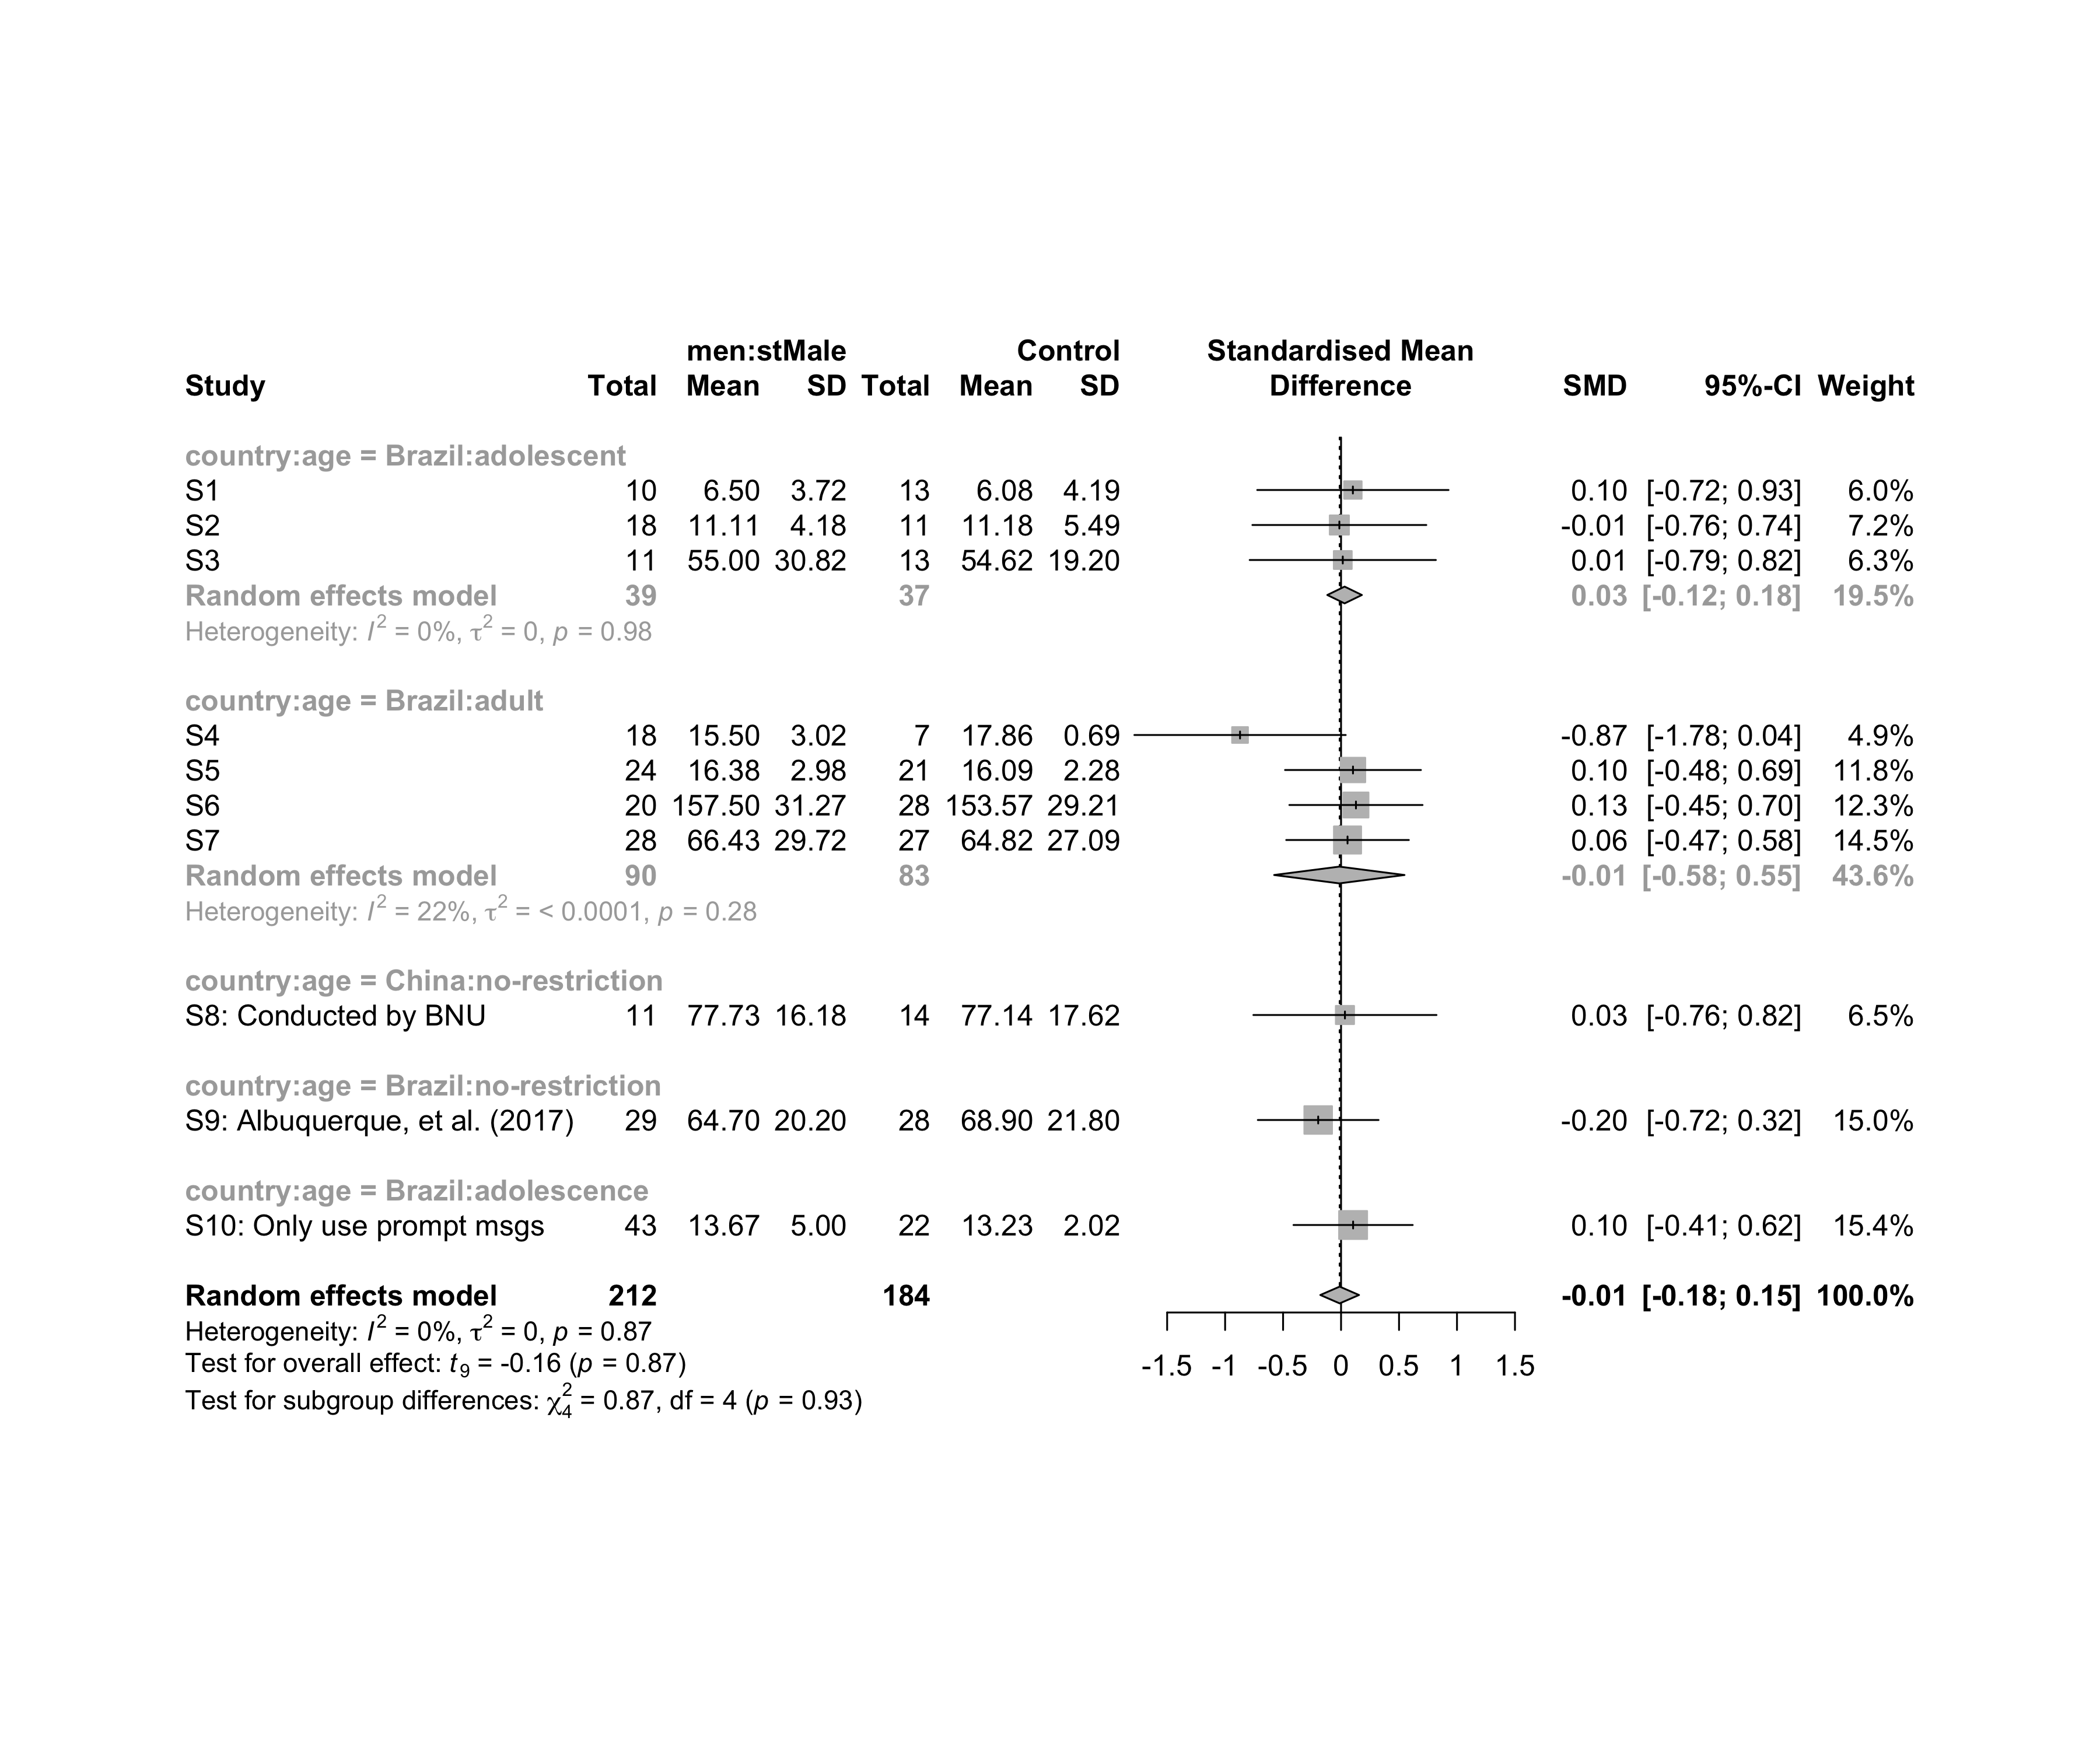 men:stMale Control Standardised Mean
Study Total Mean SD Total Mean SD Difference SMD 95%-CI Weight
country:age = Brazil:adolescent
S1 10 6.50 3.72 13 6.08 4.19 0.10 [-0.72; 0.93] 6.0%
S2 18 11.11 4.18 11 11.18 5.49 -0.01 [-0.76; 0.74] 7.2%
S3 11 55.00 30.82 13 54.62 19.20 0.01 [-0.79; 0.82] 6.3%
Random effects model 39 37 0.03 [-0.12; 0.18] 19.5%
Heterogeneity: I² = 0%, τ² = 0, p = 0.98
country:age = Brazil:adult
S4 18 15.50 3.02 7 17.86 0.69 -0.87 [-1.78; 0.04] 4.9%
S5 24 16.38 2.98 21 16.09 2.28 0.10 [-0.48; 0.69] 11.8%
S6 20 157.50 31.27 28 153.57 29.21 0.13 [-0.45; 0.70] 12.3%
S7 28 66.43 29.72 27 64.82 27.09 0.06 [-0.47; 0.58] 14.5%
Random effects model 90 83 -0.01 [-0.58; 0.55] 43.6%
Heterogeneity: I² = 22%, τ² = < 0.0001, p = 0.28
country:age = China:no-restriction
S8: Conducted by BNU 11 77.73 16.18 14 77.14 17.62 0.03 [-0.76; 0.82] 6.5%
country:age = Brazil:no-restriction
S9: Albuquerque, et al. (2017) 29 64.70 20.20 28 68.90 21.80 -0.20 [-0.72; 0.32] 15.0%
country:age = Brazil:adolescence
S10: Only use prompt msgs 43 13.67 5.00 22 13.23 2.02 0.10 [-0.41; 0.62] 15.4%
Random effects model 212 184 -0.01 [-0.18; 0.15] 100.0%
Heterogeneity: I² = 0%, τ² = 0, p = 0.87
Test for overall effect: t₉ = -0.16 (p = 0.87)
-1.5 -1 -0.5 0 0.5 1 1.5
Test for subgroup differences: χ²₄ = 0.87, df = 4 (p = 0.93)